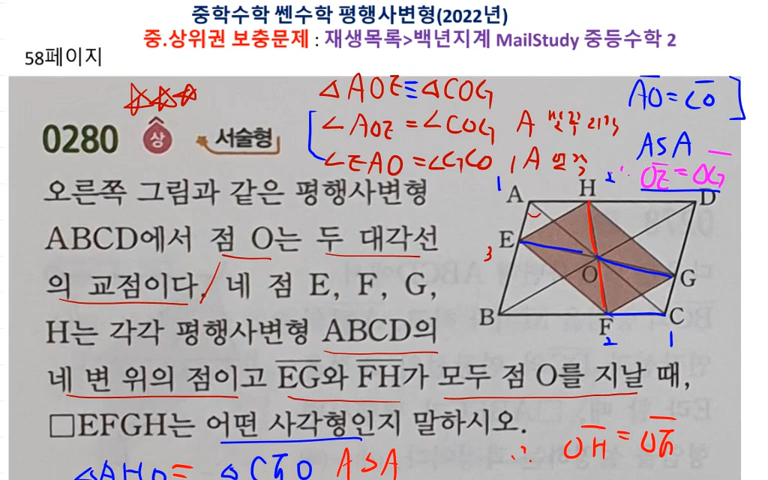 중학수학 쎈수학 평행사변형(2022년)
중.상위권 보충문제 : 재생목록>백년지계 MailStudy 중등수학 2
58페이지
△AOE≡△COG
∠AOE = ∠COG A
∠EAO = ∠GCO A
AO = CO
ASA
∴ OE = OG
0280 상 서술형
오른쪽 그림과 같은 평행사변형
ABCD에서 점 O는 두 대각선
의 교점이다. 네 점 E, F, G,
H는 각각 평행사변형 ABCD의
네 변 위의 점이고 EG와 FH가 모두 점 O를 지날 때,
□EFGH는 어떤 사각형인지 말하시오.
1 A H 2 D
3 E
O G
B F C
2 1
∴ OH =
ASA